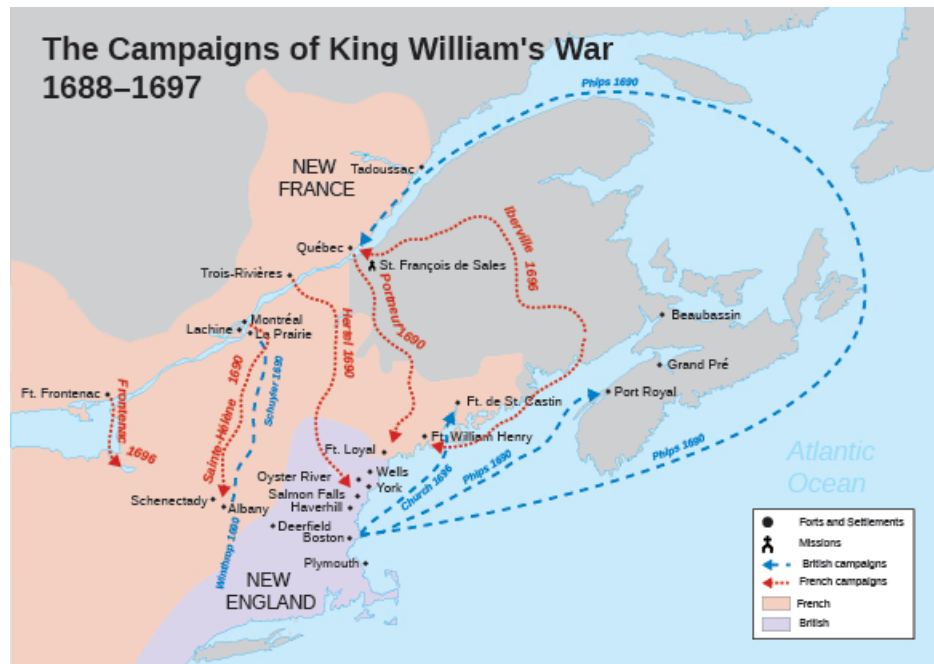 The Campaigns of King William's War
1688–1697
Phips 1690
NEW
FRANCE
Tadoussac
Iberville 1696
Québec
St. François de Sales
Trois-Rivières
Portneuf 1690
Hertel 1690
Montréal
Lachine
La Prairie
Beaubassin
Sainte-Hélène 1690
Schuyler 1690
Grand Pré
Ft. Frontenac
Frontenac 1696
Port Royal
Ft. de St. Castin
Ft. William Henry
Ft. Loyal
Phips 1690
Atlantic
Ocean
Wells
Oyster River
York
Church 1696
Phips 1690
Salmon Falls
Schenectady
Haverhill
Albany
Deerfield
Boston
Winthrop 1690
Plymouth
NEW
ENGLAND
Forts and Settlements
Missions
British campaigns
French campaigns
French
British